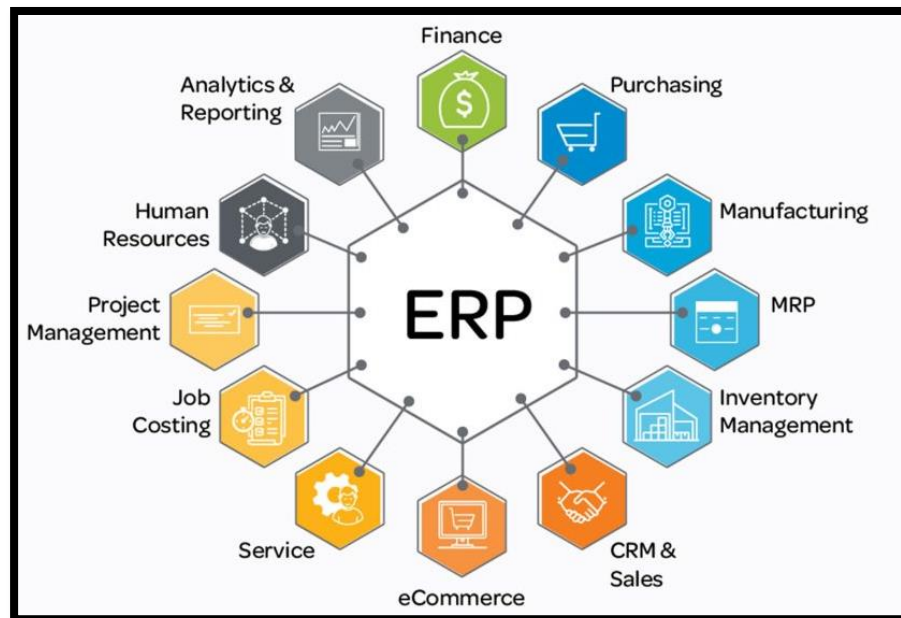 Finance
Purchasing
Manufacturing
MRP
Inventory
Management
CRM &
Sales
eCommerce
Service
Job
Costing
Project
Management
Human
Resources
Analytics &
Reporting
ERP
$